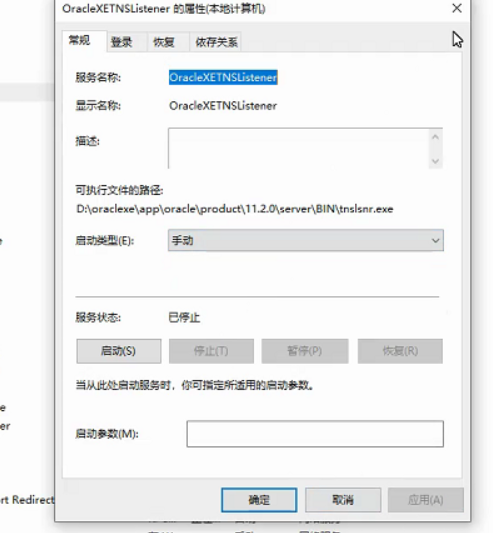 OracleXETNSListener 的属性(本地计算机)
常规 登录 恢复 依存关系
服务名称: OracleXETNSListener
显示名称: OracleXETNSListener
描述:
可执行文件的路径:
D:\oraclexe\app\oracle\product\11.2.0\server\BIN\tnslsnr.exe
启动类型(E): 手动
服务状态: 已停止
启动(S) 停止(T) 暂停(P) 恢复(R)
当从此处启动服务时，你可指定所适用的启动参数。
e
er
启动参数(M):
rt Redirect
确定 取消 应用(A)